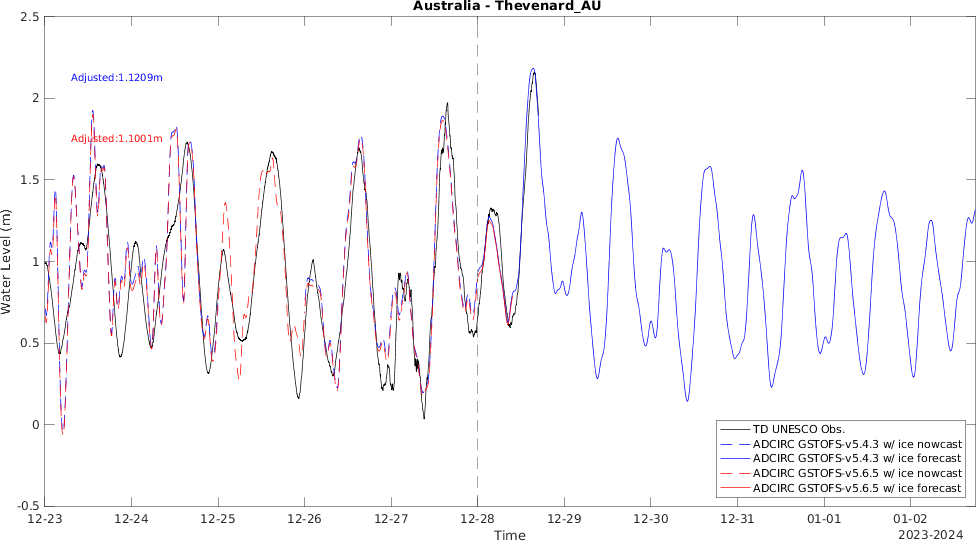 Australia - Thevenard_AU
2.5
2
1.5
1
0.5
0
-0.5
Water Level (m)
Adjusted:1.1209m
Adjusted:1.1001m
TD UNESCO Obs.
ADCIRC GSTOFS-v5.4.3 w/ ice nowcast
ADCIRC GSTOFS-v5.4.3 w/ ice forecast
ADCIRC GSTOFS-v5.6.5 w/ ice nowcast
ADCIRC GSTOFS-v5.6.5 w/ ice forecast
12-23 12-24 12-25 12-26 12-27 12-28 12-29 12-30 12-31 01-01 01-02
Time
2023-2024